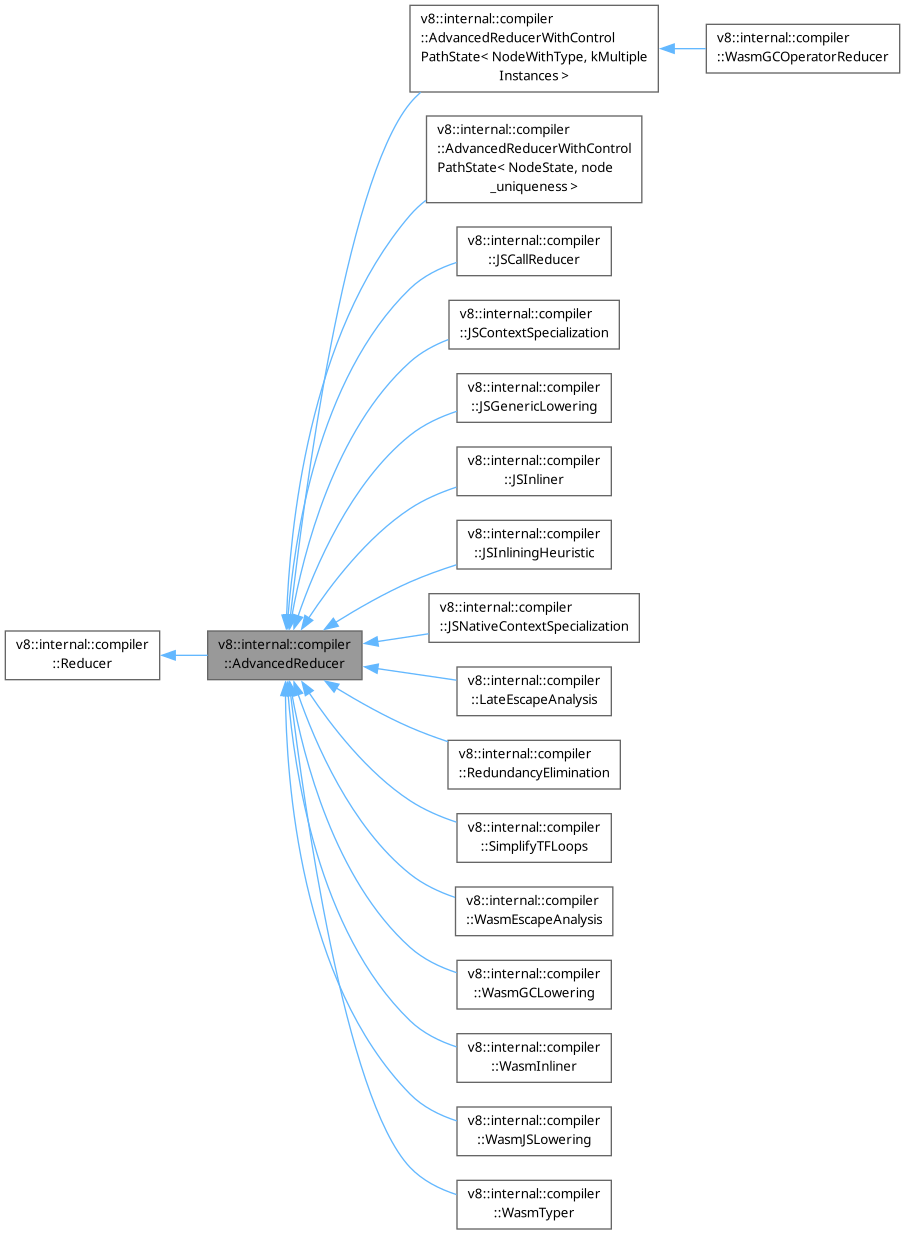 v8::internal::compiler
::AdvancedReducerWithControl
PathState< NodeWithType, kMultiple
Instances >
v8::internal::compiler
::WasmGCOperatorReducer
v8::internal::compiler
::AdvancedReducerWithControl
PathState< NodeState, node
_uniqueness >
v8::internal::compiler
::JSCallReducer
v8::internal::compiler
::JSContextSpecialization
v8::internal::compiler
::JSGenericLowering
v8::internal::compiler
::JSInliner
v8::internal::compiler
::JSInliningHeuristic
v8::internal::compiler
::JSNativeContextSpecialization
v8::internal::compiler
::Reducer
v8::internal::compiler
::AdvancedReducer
v8::internal::compiler
::LateEscapeAnalysis
v8::internal::compiler
::RedundancyElimination
v8::internal::compiler
::SimplifyTFLoops
v8::internal::compiler
::WasmEscapeAnalysis
v8::internal::compiler
::WasmGCLowering
v8::internal::compiler
::WasmInliner
v8::internal::compiler
::WasmJSLowering
v8::internal::compiler
::WasmTyper